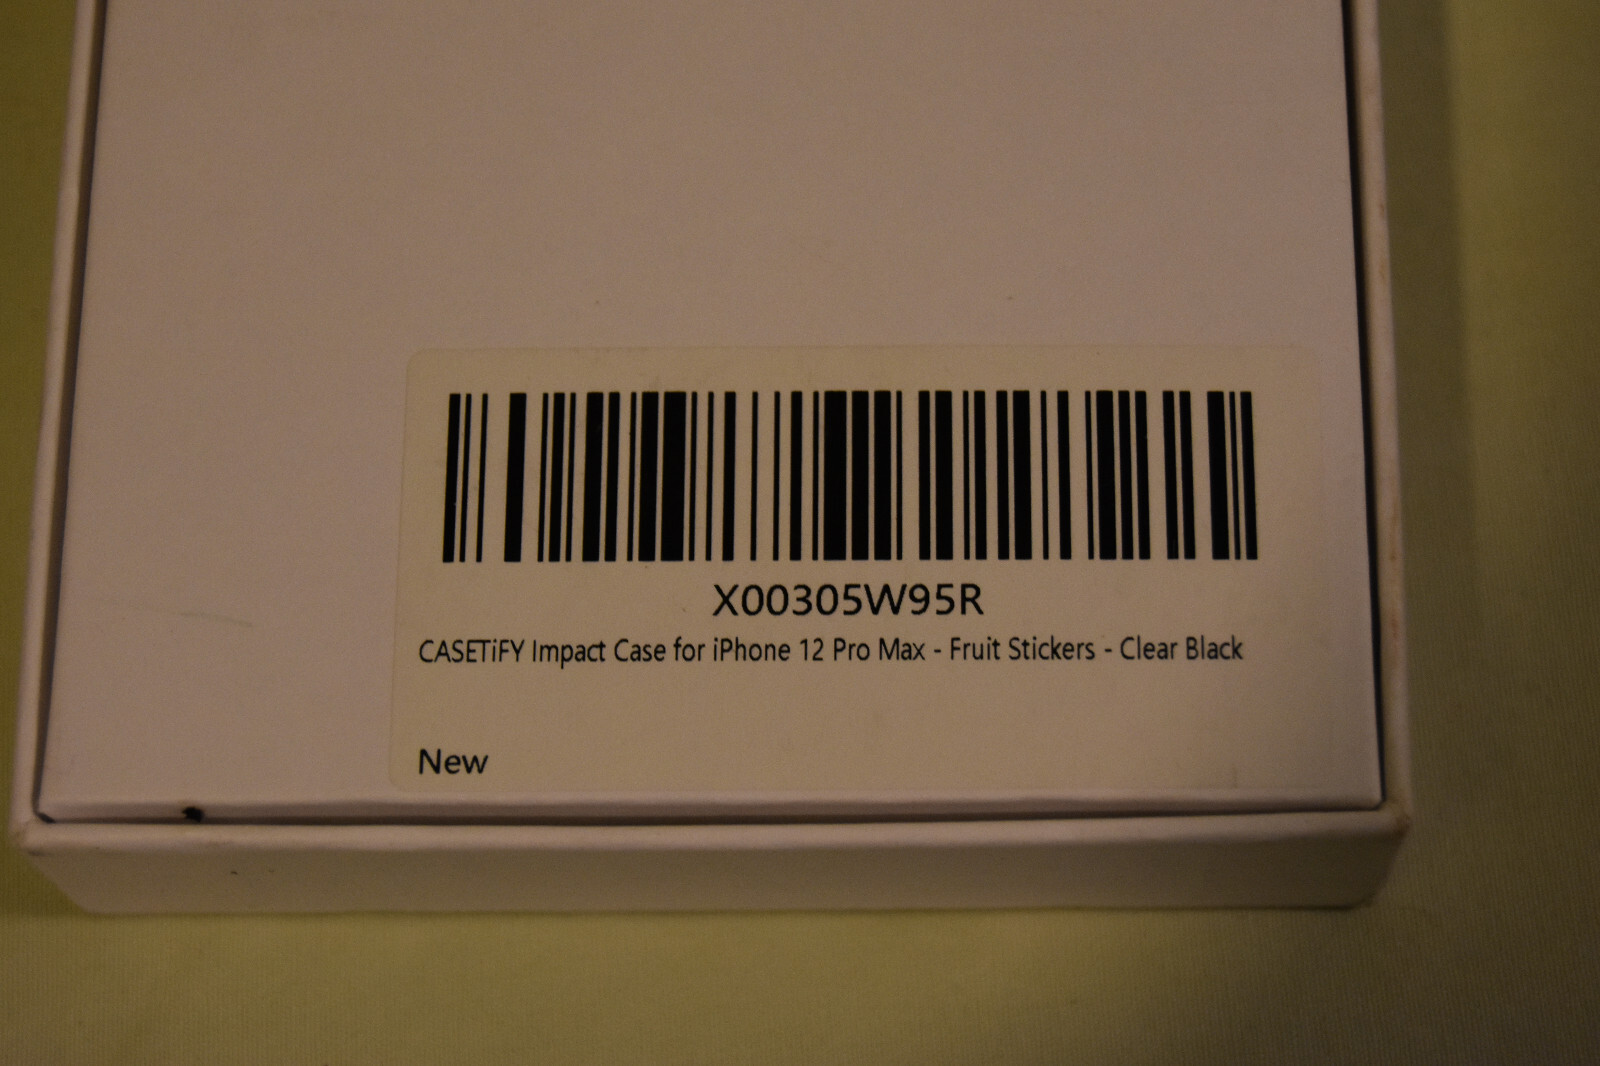 X00305W95R
CASETiFY Impact Case for iPhone 12 Pro Max - Fruit Stickers - Clear Black
New